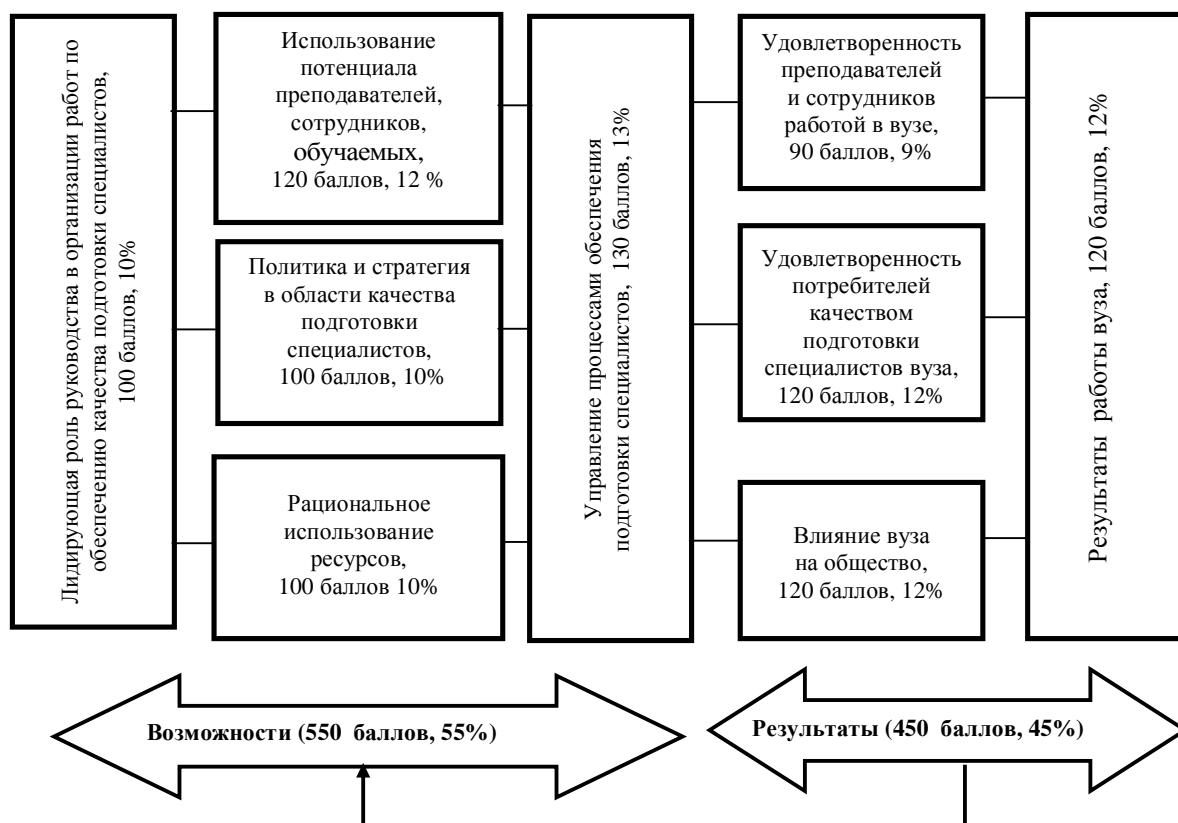 Лидирующая роль руководства в организации работ по
обеспечению качества подготовки специалистов,
100 баллов, 10%
Использование
потенциала
преподавателей,
сотрудников,
обучаемых,
120 баллов, 12 %
Политика и стратегия
в области качества
подготовки
специалистов,
100 баллов, 10%
Рациональное
использование
ресурсов,
100 баллов 10%
Управление процессами обеспечения
подготовки специалистов, 130 баллов, 13%
Удовлетворенность
преподавателей
и сотрудников
работой в вузе,
90 баллов, 9%
Удовлетворенность
потребителей
качеством
подготовки
специалистов вуза,
120 баллов, 12%
Влияние вуза
на общество,
120 баллов, 12%
Результаты работы вуза, 120 баллов, 12%
Возможности (550 баллов, 55%)
Результаты (450 баллов, 45%)